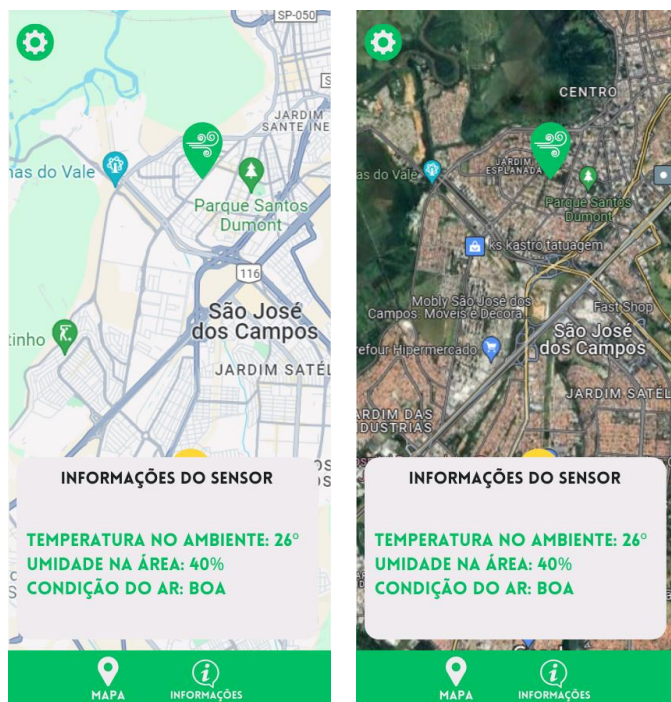 SP-050
JARDIM
SANTE INE
nas do Vale
Parque Santos
Dumont
116
São José
dos Campos
tinho
JARDIM SATÉL
INFORMAÇÕES DO SENSOR
TEMPERATURA NO AMBIENTE: 26°
UMIDADE NA ÁREA: 40%
CONDIÇÃO DO AR: BOA
MAPA
INFORMAÇÕES
CENTRO
JARDIM
ESPLANADA
as do Vale
Parque Santos
Dumont
ks kastro tatuagem
Mobly São José dos
Campos: Móveis e Decora
Fast Shop
São José
dos Campos
refour Hipermercado
JARDIM SATÉL
ARDIM DAS
DUSTRIAS
INFORMAÇÕES DO SENSOR
TEMPERATURA NO AMBIENTE: 26°
UMIDADE NA ÁREA: 40%
CONDIÇÃO DO AR: BOA
MAPA
INFORMAÇÕES